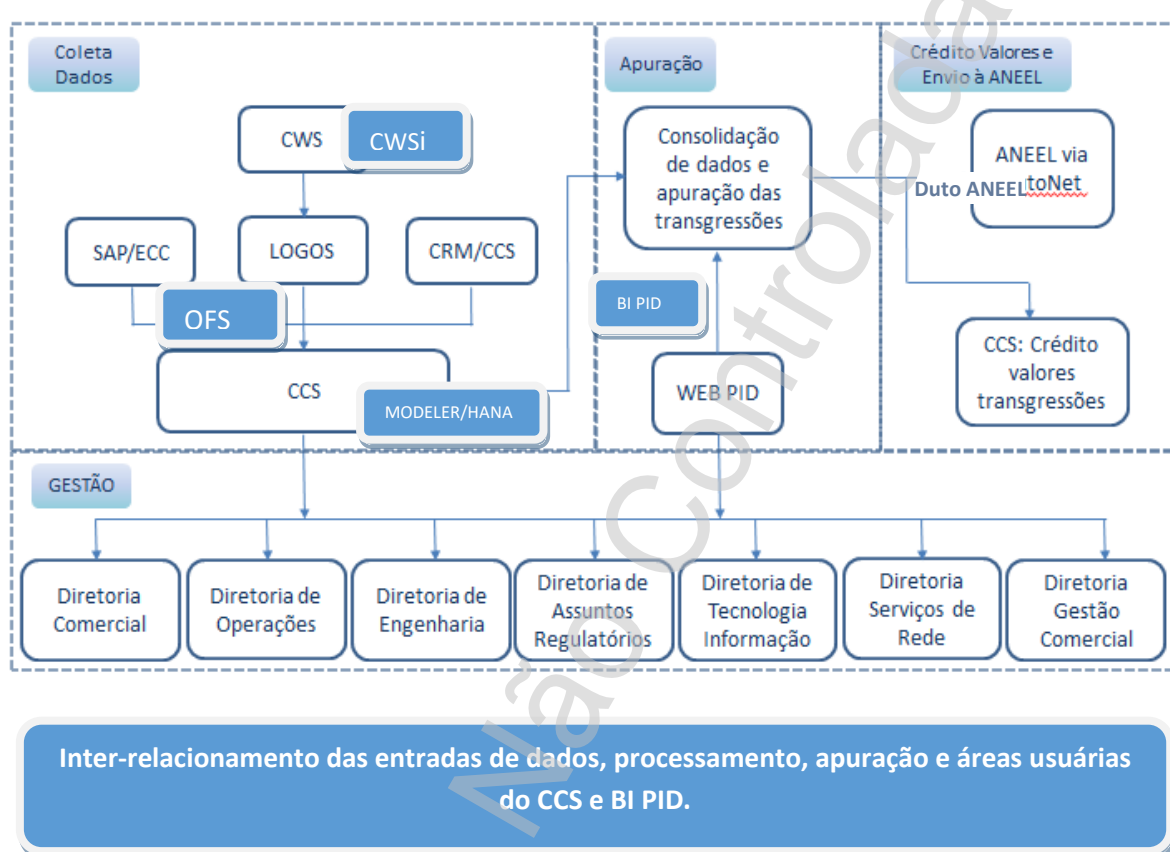 Coleta
Dados
Apuração
Crédito Valores e
Envio à ANEEL
CWS
CWSi
SAP/ECC
LOGOS
CRM/CCS
OFS
CCS
MODELER/HANA
Consolidação
de dados e
apuração das
transgressões
BI PID
WEB PID
ANEEL via
Duto ANEEL
toNet
CCS: Crédito
valores
transgressões
GESTÃO
Diretoria
Comercial
Diretoria de
Operações
Diretoria de
Engenharia
Diretoria de
Assuntos
Regulatórios
Diretoria de
Tecnologia
Informação
Diretoria
Serviços de
Rede
Diretoria
Gestão
Comercial
Inter-relacionamento das entradas de dados, processamento, apuração e áreas usuárias
do CCS e BI PID.
Não Controlada